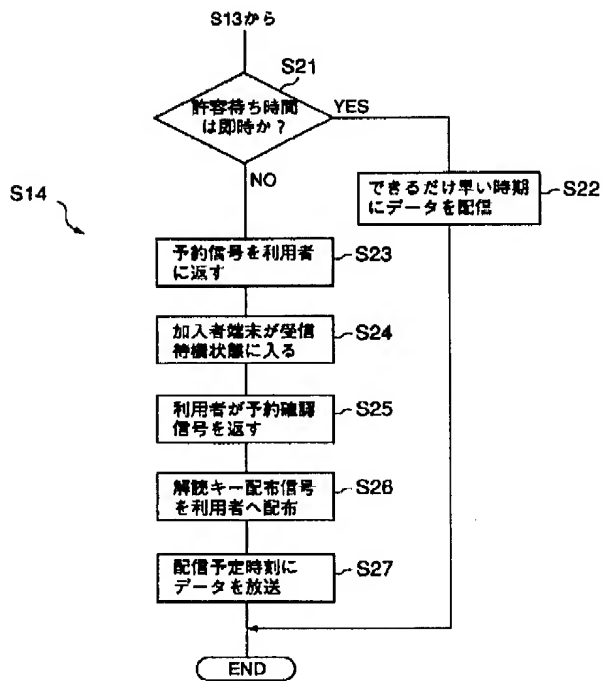 S13から
S21
許容待ち時間
は即時か？
YES
NO
S14
できるだけ早い時期
にデータを配信
S22
予約信号を利用者
に返す
S23
加入者端末が受信
待機状態に入る
S24
利用者が予約確認
信号を返す
S25
解読キー配布信号
を利用者へ配布
S26
配信予定時刻に
データを放送
S27
END